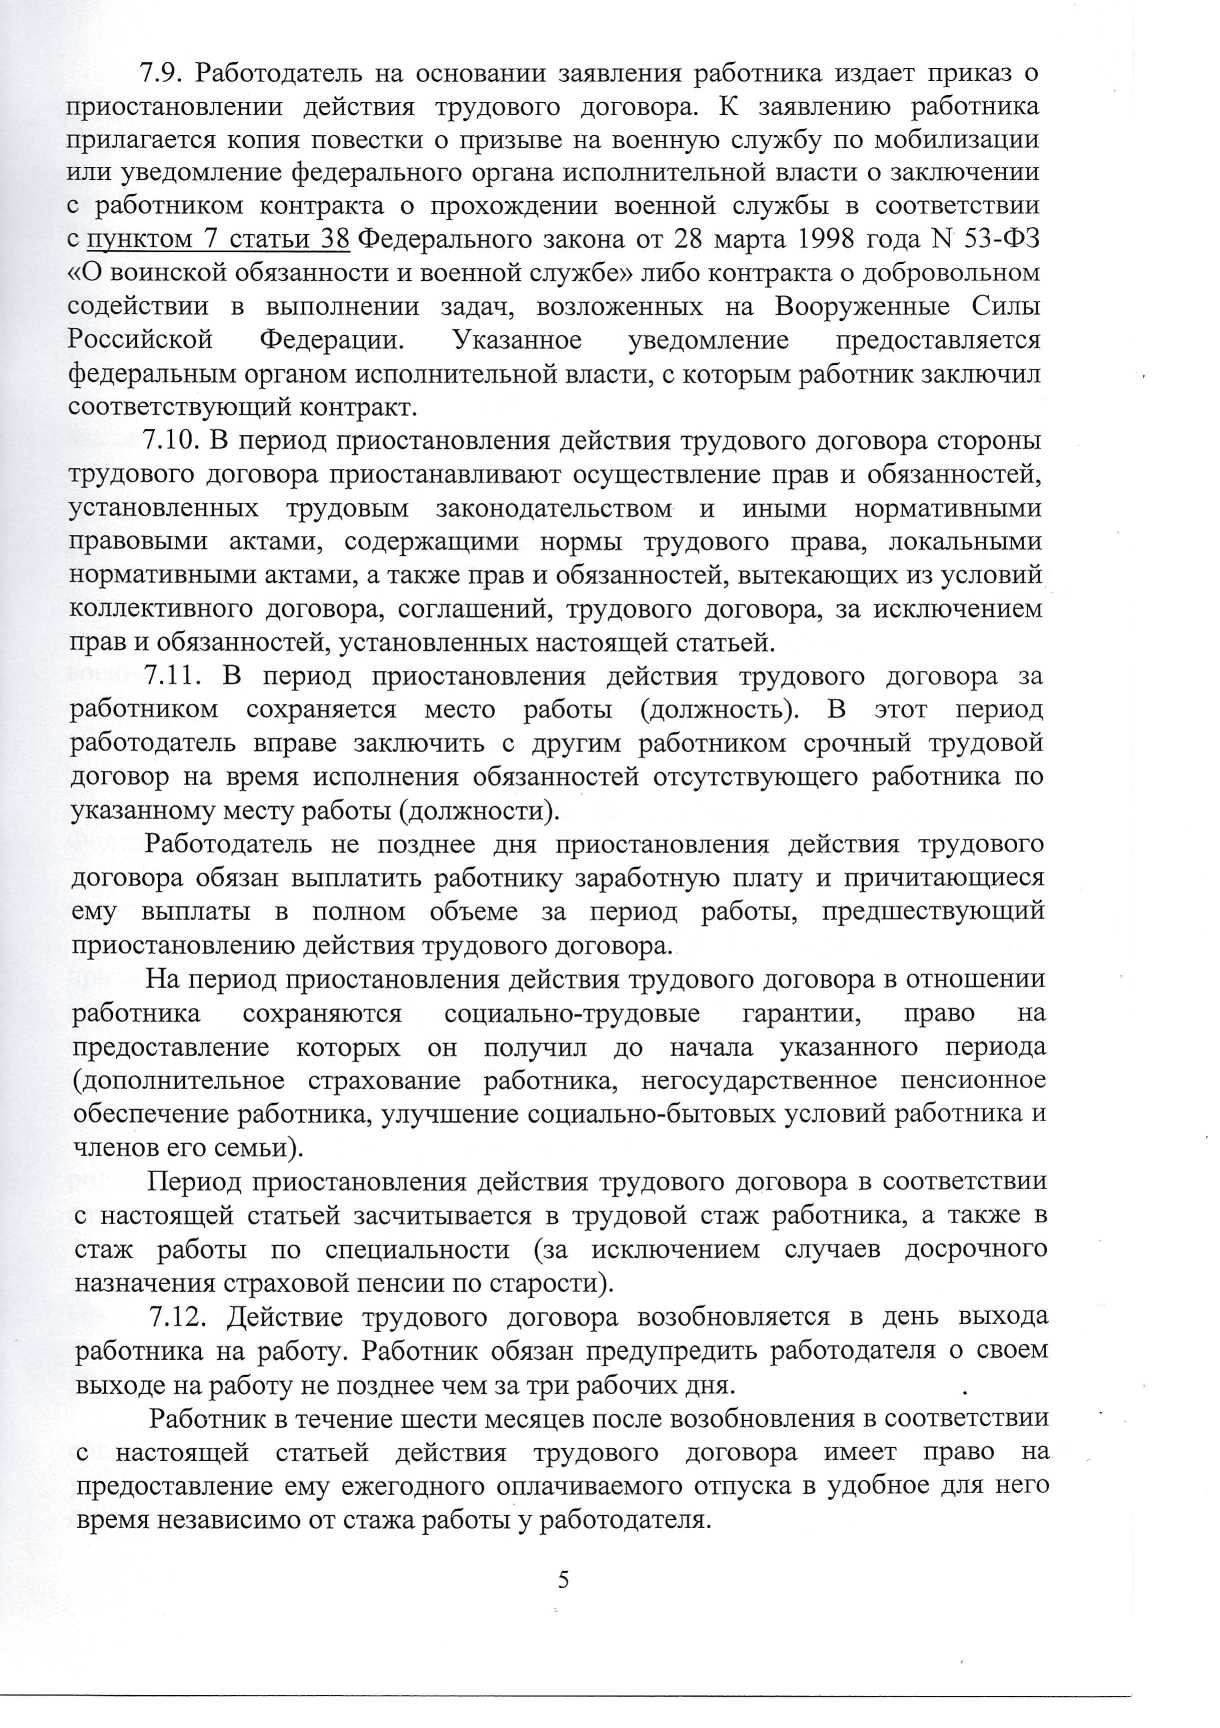 7.9. Работодатель на основании заявления работника издает приказ о
приостановлении действия трудового договора. К заявлению работника
прилагается копия повестки о призыве на военную службу по мобилизации
или уведомление федерального органа исполнительной власти о заключении
с работником контракта о прохождении военной службы в соответствии
с пунктом 7 статьи 38 Федерального закона от 28 марта 1998 года N 53-ФЗ
«О воинской обязанности и военной службе» либо контракта о добровольном
содействии в выполнении задач, возложенных на Вооруженные Силы
Российской Федерации. Указанное уведомление предоставляется
федеральным органом исполнительной власти, с которым работник заключил
соответствующий контракт.
7.10. В период приостановления действия трудового договора стороны
трудового договора приостанавливают осуществление прав и обязанностей,
установленных трудовым законодательством и иными нормативными
правовыми актами, содержащими нормы трудового права, локальными
нормативными актами, а также прав и обязанностей, вытекающих из условий
коллективного договора, соглашений, трудового договора, за исключением
прав и обязанностей, установленных настоящей статьей.
7.11. В период приостановления действия трудового договора за
работником сохраняется место работы (должность). В этот период
работодатель вправе заключить с другим работником срочный трудовой
договор на время исполнения обязанностей отсутствующего работника по
указанному месту работы (должности).
Работодатель не позднее дня приостановления действия трудового
договора обязан выплатить работнику заработную плату и причитающиеся
ему выплаты в полном объеме за период работы, предшествующий
приостановлению действия трудового договора.
На период приостановления действия трудового договора в отношении
работника сохраняются социально-трудовые гарантии, право на
предоставление которых он получил до начала указанного периода
(дополнительное страхование работника, негосударственное пенсионное
обеспечение работника, улучшение социально-бытовых условий работника и
членов его семьи).
Период приостановления действия трудового договора в соответствии
с настоящей статьей засчитывается в трудовой стаж работника, а также в
стаж работы по специальности (за исключением случаев досрочного
назначения страховой пенсии по старости).
7.12. Действие трудового договора возобновляется в день выхода
работника на работу. Работник обязан предупредить работодателя о своем
выходе на работу не позднее чем за три рабочих дня.
Работник в течение шести месяцев после возобновления в соответствии
с настоящей статьей действия трудового договора имеет право на
предоставление ему ежегодного оплачиваемого отпуска в удобное для него
время независимо от стажа работы у работодателя.
5